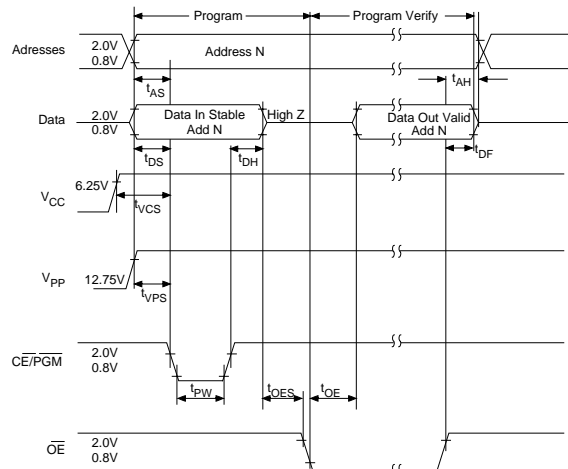 Program
Program Verify
Adresses
2.0V
0.8V
Address N
tAS
tAH
Data
2.0V
0.8V
Data In Stable
Add N
High Z
Data Out Valid
Add N
tDS
tDH
tDF
VCC
6.25V
tVCS
VPP
12.75V
tVPS
CE/PGM
2.0V
0.8V
tPW
tOES
tOE
OE
2.0V
0.8V